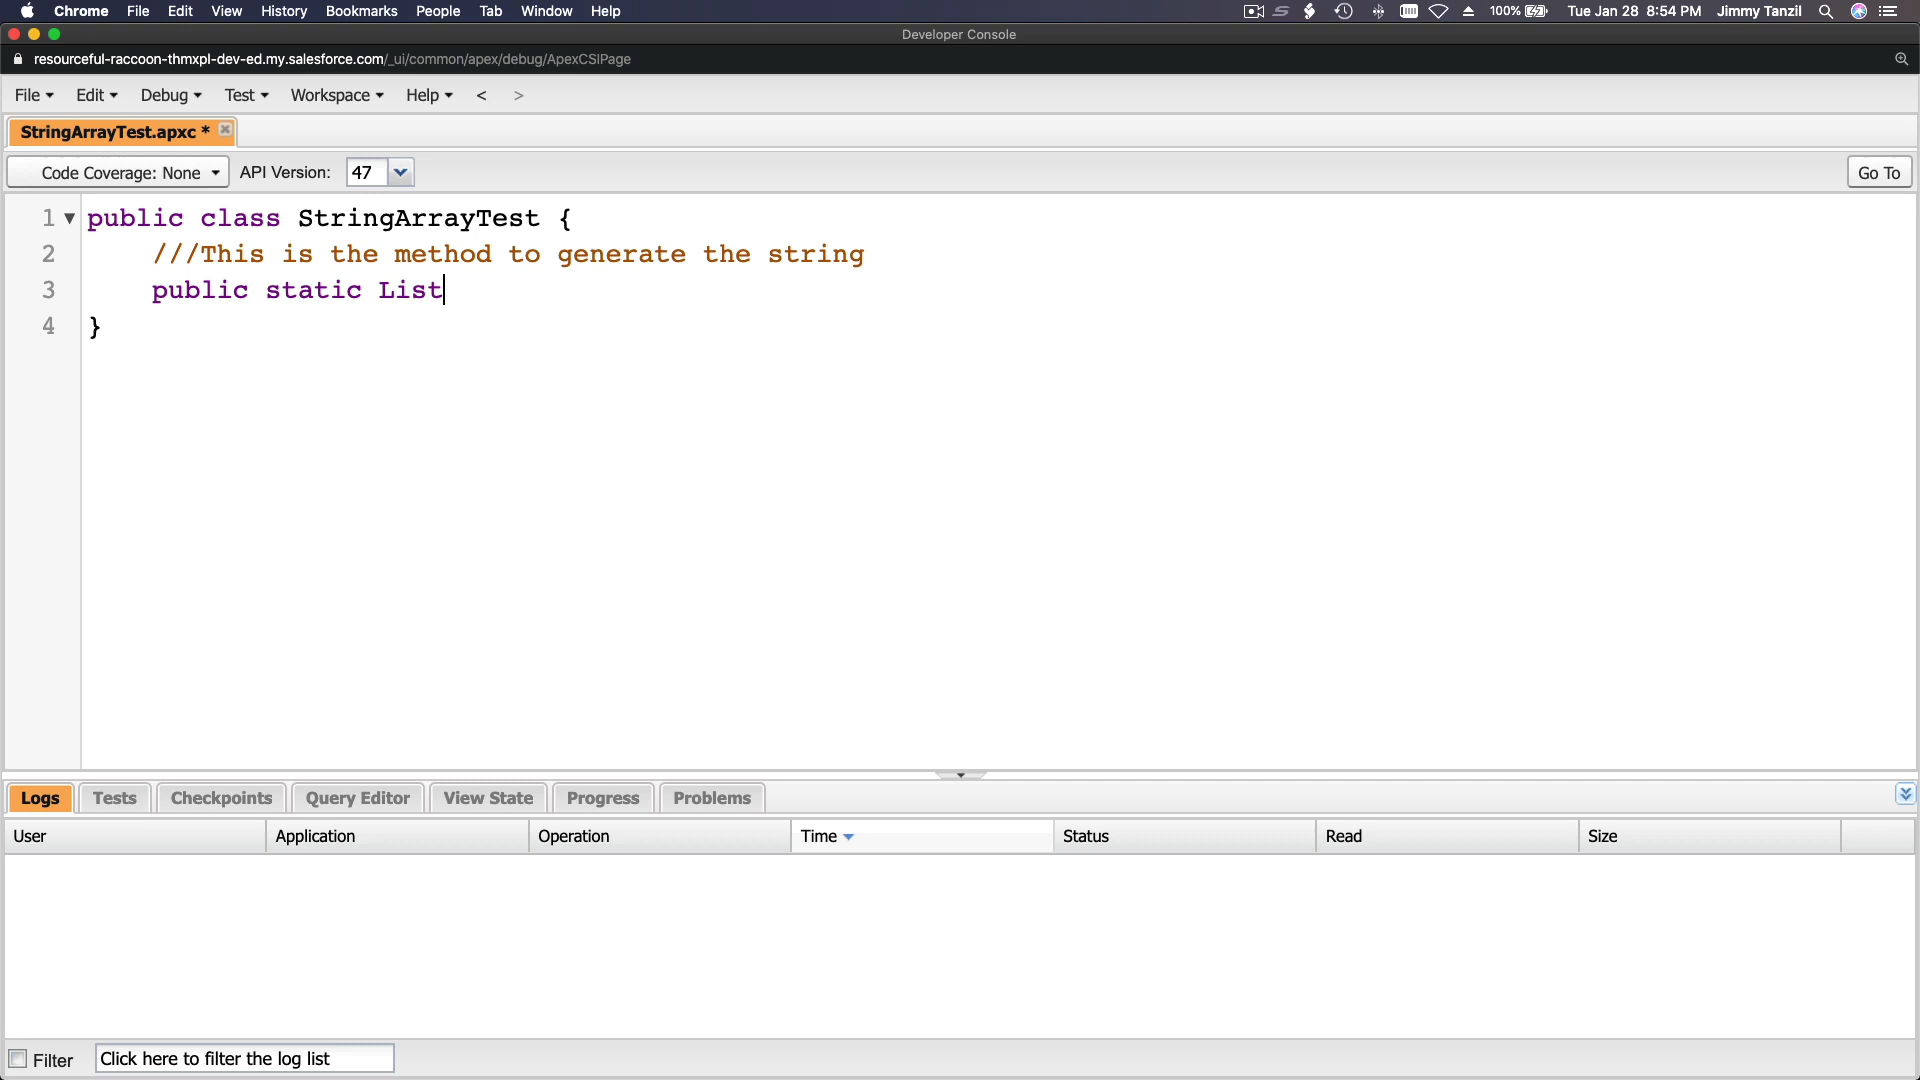 Chrome File Edit View History Bookmarks People Tab Window Help 100% Tue Jan 28 8:54 PM Jimmy Tanzil
Developer Console
resourceful-raccoon-thmxpl-dev-ed.my.salesforce.com/_ui/common/apex/debug/ApexCSIPage
File Edit Debug Test Workspace Help < >
StringArrayTest.apxc *
Code Coverage: None API Version: 47 Go To
1 public class StringArrayTest {
2 ///This is the method to generate the string
3 public static List
4 }
Logs Tests Checkpoints Query Editor View State Progress Problems
User Application Operation Time Status Read Size
Filter Click here to filter the log list